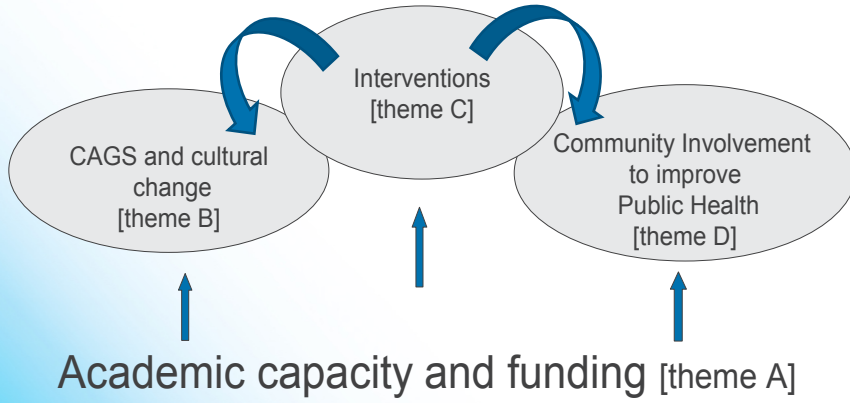 Interventions
[theme C]
CAGS and cultural
change
[theme B]
Community Involvement
to improve
Public Health
[theme D]
Academic capacity and funding [theme A]